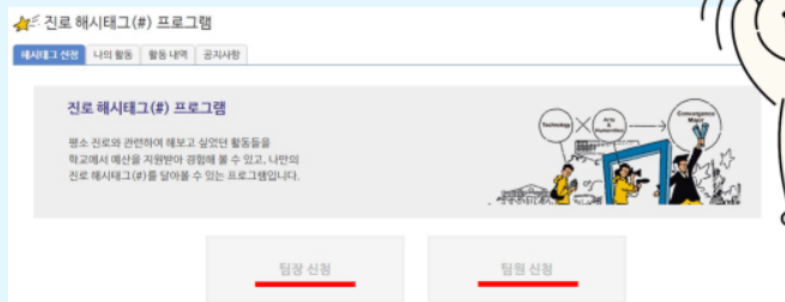 진로 해시태그(#) 프로그램
해시태그 신청 나의 활동 활동 내역 공지사항
진로 해시태그(#) 프로그램
평소 진로와 관련하여 해보고 싶었던 활동들을
학교에서 예산을 지원받아 경험해 볼 수 있고, 나만의
진로 해시태그(#)를 달아볼 수 있는 프로그램입니다.
Technology
Arts
&
Humanities
Convergence
Major
팀장 신청 팀원 신청